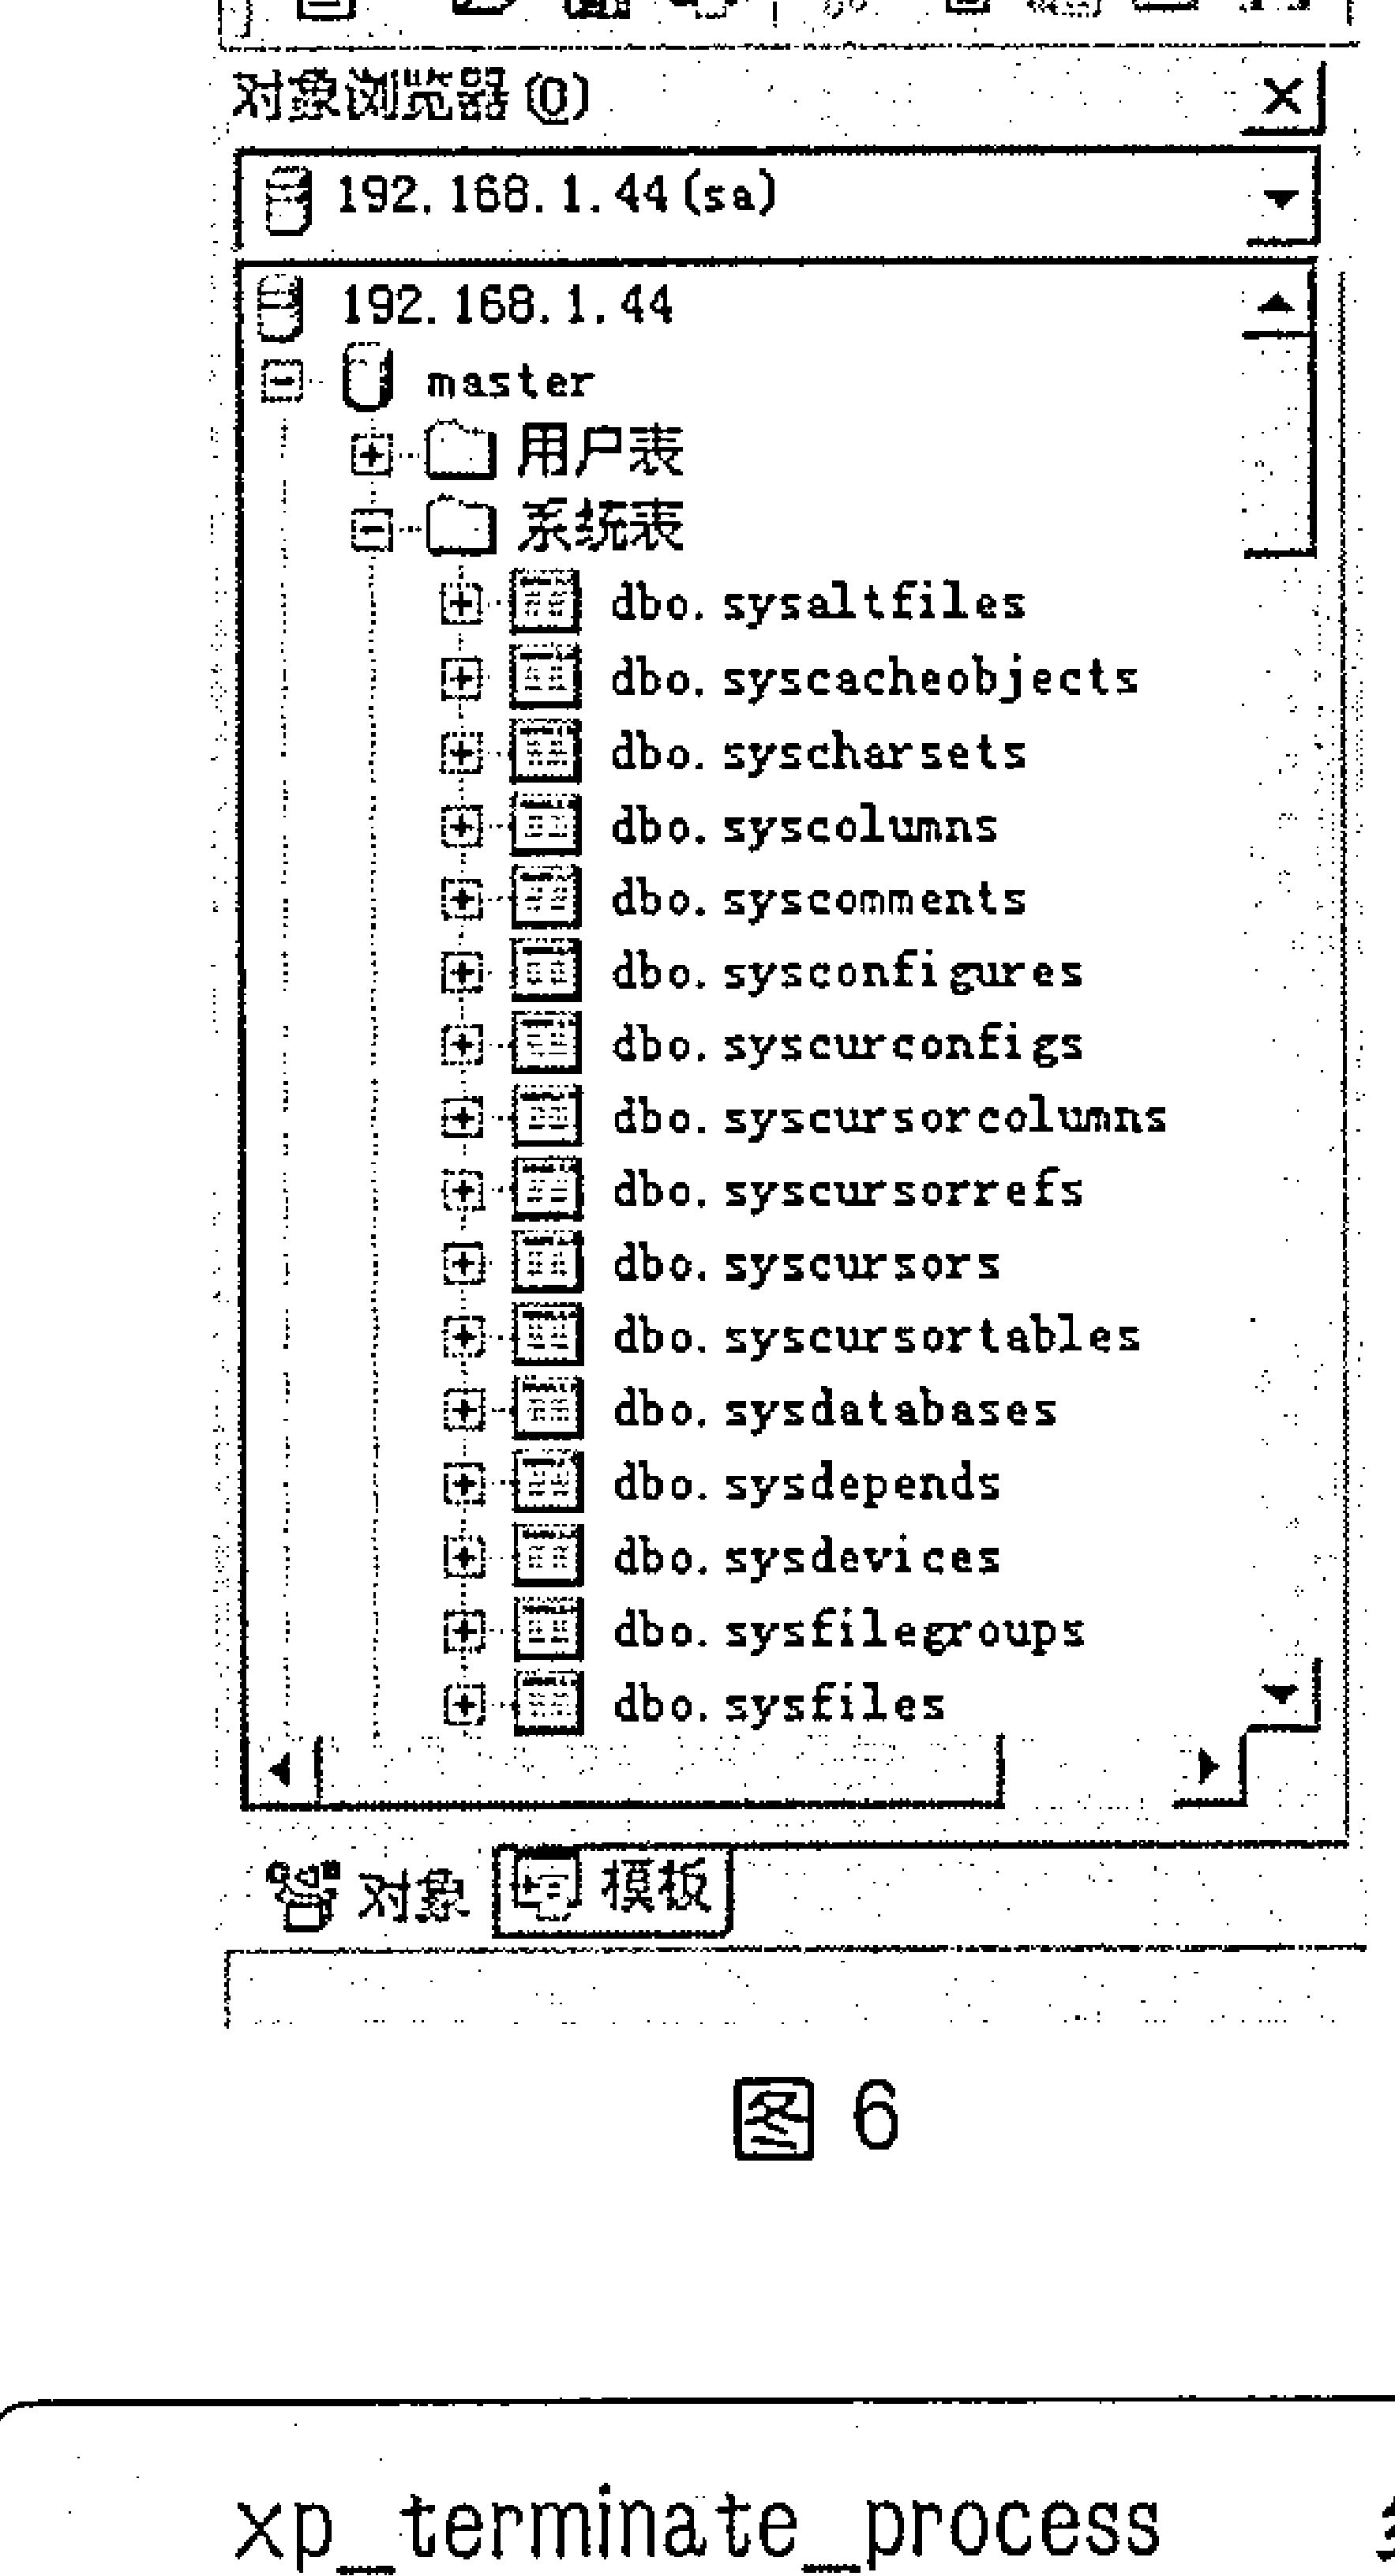 对象浏览器(O)
192.168.1.44(sa)
192.168.1.44
master
用户表
系统表
dbo.sysaltfiles
dbo.syscacheobjects
dbo.syscharsets
dbo.syscolumns
dbo.syscomments
dbo.sysconfigures
dbo.syscurconfigs
dbo.syscursorcolumns
dbo.syscursorrefs
dbo.syscursors
dbo.syscursortables
dbo.sysdatabases
dbo.sysdepends
dbo.sysdevices
dbo.sysfilegroups
dbo.sysfiles
对象 模板
图 6
xp_terminate_process